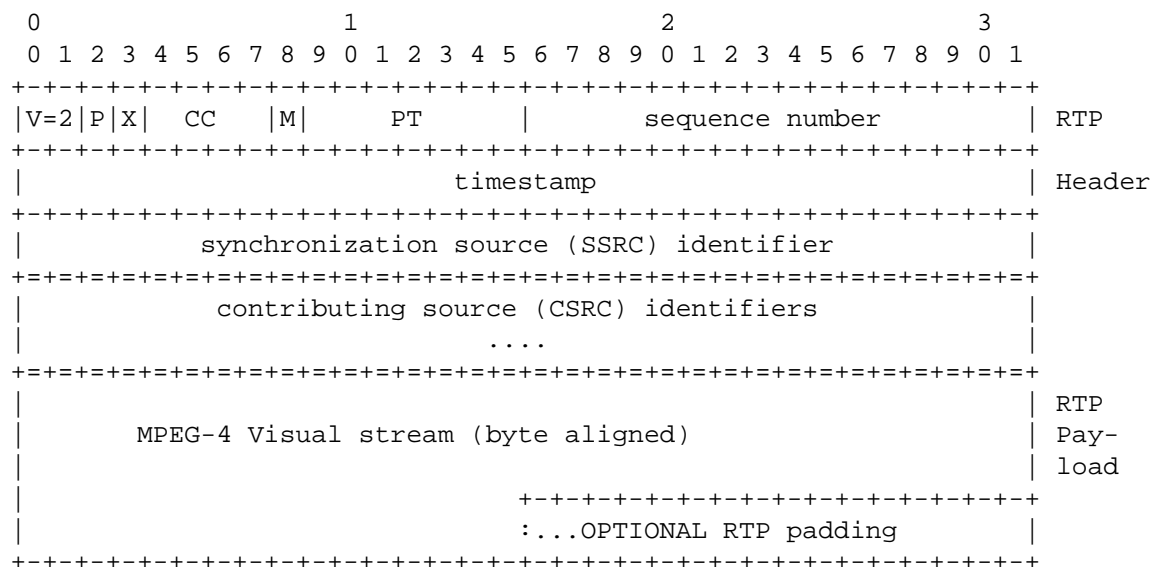 0                   1                   2                   3
 0 1 2 3 4 5 6 7 8 9 0 1 2 3 4 5 6 7 8 9 0 1 2 3 4 5 6 7 8 9 0 1
+-+-+-+-+-+-+-+-+-+-+-+-+-+-+-+-+-+-+-+-+-+-+-+-+-+-+-+-+-+-+-+-+
|V=2|P|X|  CC   |M|     PT      |       sequence number         | RTP
+-+-+-+-+-+-+-+-+-+-+-+-+-+-+-+-+-+-+-+-+-+-+-+-+-+-+-+-+-+-+-+-+
|                           timestamp                           | Header
+-+-+-+-+-+-+-+-+-+-+-+-+-+-+-+-+-+-+-+-+-+-+-+-+-+-+-+-+-+-+-+-+
|           synchronization source (SSRC) identifier            |
+=+=+=+=+=+=+=+=+=+=+=+=+=+=+=+=+=+=+=+=+=+=+=+=+=+=+=+=+=+=+=+=+
|            contributing source (CSRC) identifiers             |
|                             ....                              |
+=+=+=+=+=+=+=+=+=+=+=+=+=+=+=+=+=+=+=+=+=+=+=+=+=+=+=+=+=+=+=+=+
|                                                               | RTP
|       MPEG-4 Visual stream (byte aligned)                     | Pay-
|                                                               | load
|                               +-+-+-+-+-+-+-+-+-+-+-+-+-+-+-+-+
|                               :...OPTIONAL RTP padding        |
+-+-+-+-+-+-+-+-+-+-+-+-+-+-+-+-+-+-+-+-+-+-+-+-+-+-+-+-+-+-+-+-+